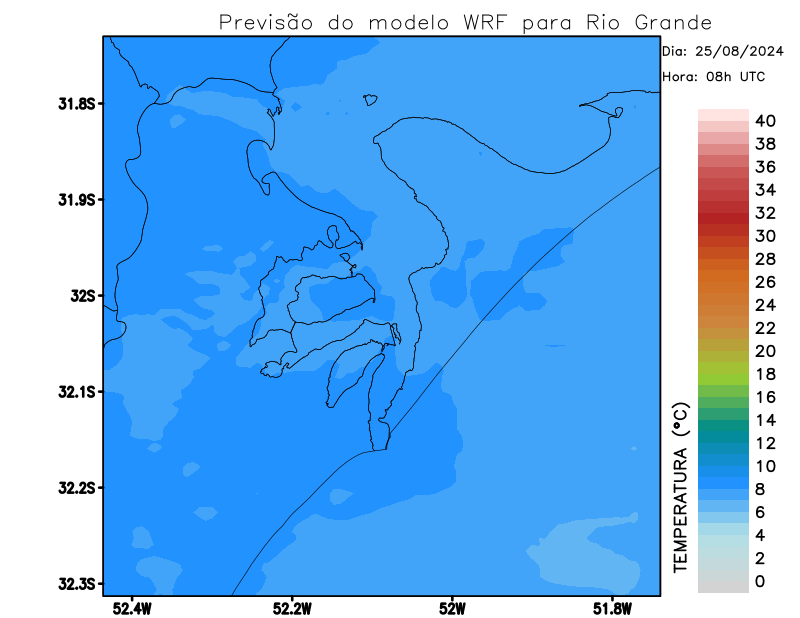 Previsão do modelo WRF para Rio Grande
Dia: 25/08/2024
Hora: 08h UTC
31.8S
31.9S
32S
32.1S
32.2S
32.3S
52.4W
52.2W
52W
51.8W
TEMPERATURA (°C)
40
38
36
34
32
30
28
26
24
22
20
18
16
14
12
10
8
6
4
2
0